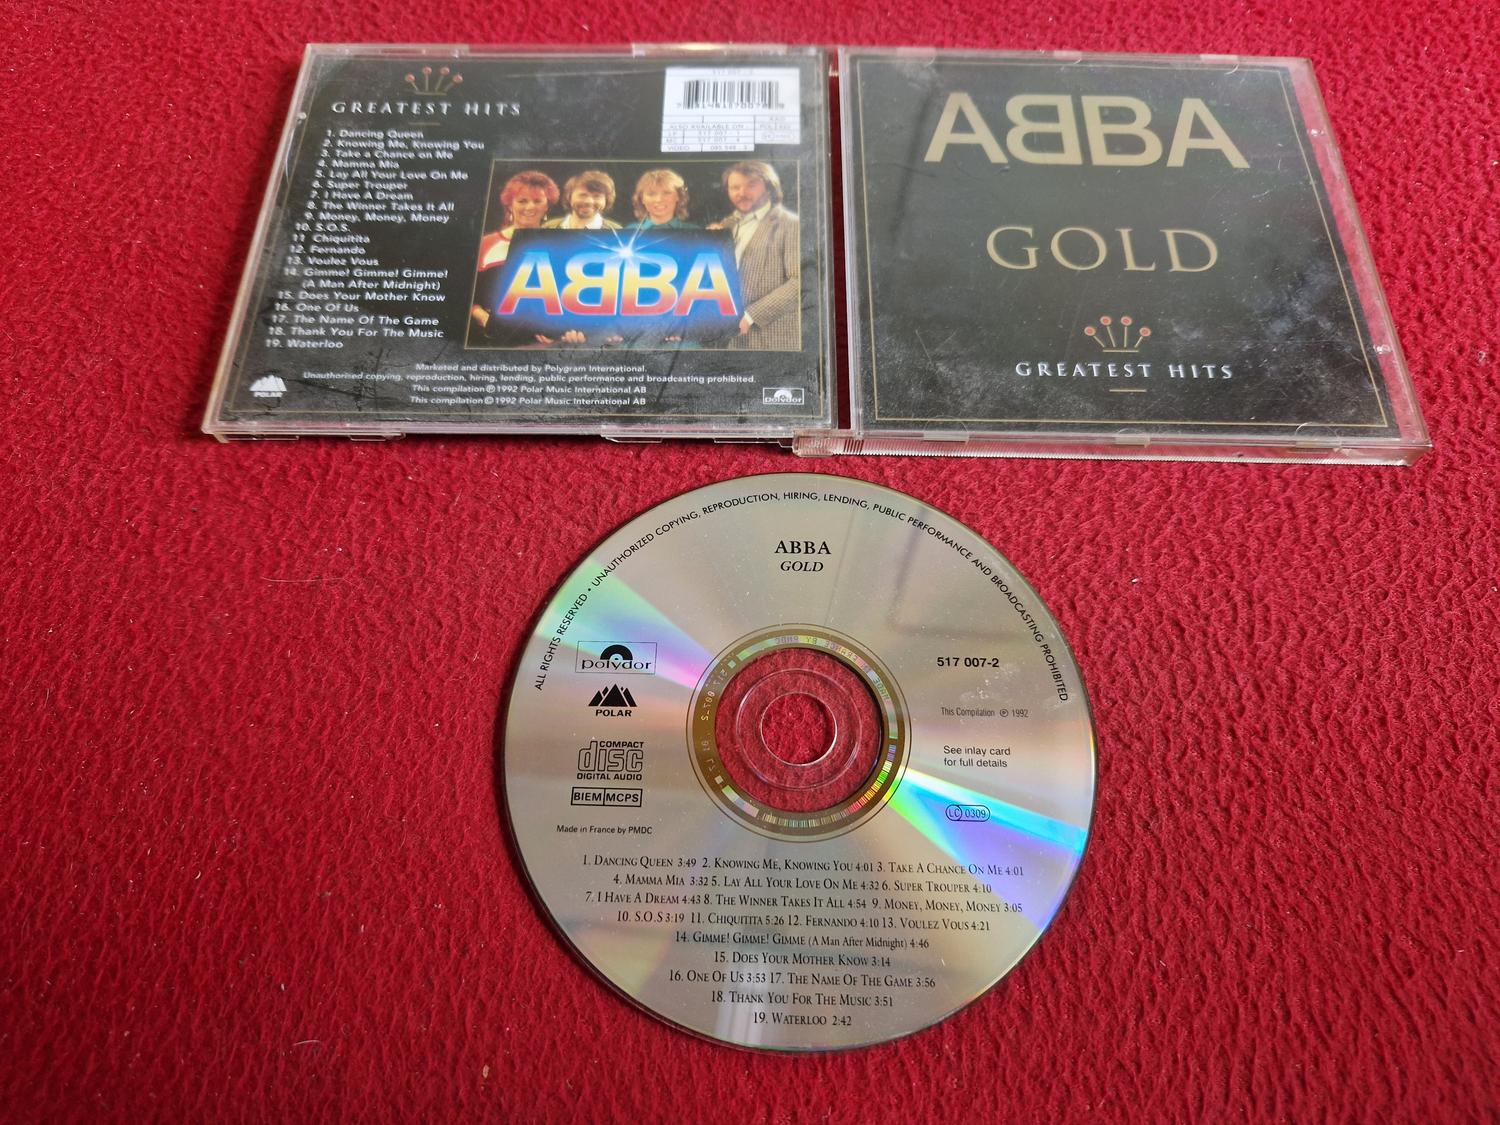 GREATEST HITS
1. Dancing Queen
2. Knowing Me, Knowing You
3. Take a Chance on Me
4. Mamma Mia
5. Lay All Your Love On Me
6. Super Trouper
7. I Have A Dream
8. The Winner Takes It All
9. Money, Money, Money
10. S.O.S.
11 Chiquitita
12. Fernando
13. Voulez Vous
14. Gimme! Gimme! Gimme!
(A Man After Midnight)
15. Does Your Mother Know
16. One Of Us
17. The Name Of The Game
18. Thank You For The Music
19. Waterloo
ALSO AVAILABLE ON
VIDEO
ABBA
Marketed and distributed by Polygram International.
Unauthorised copying, reproduction, hiring, lending, public performance and broadcasting prohibited.
This compilation ℗ 1992 Polar Music International AB
This compilation © 1992 Polar Music International AB
POLAR
polydor
ABBA
GOLD
GREATEST HITS
ALL RIGHTS RESERVED • UNAUTHORIZED COPYING, REPRODUCTION, HIRING, LENDING, PUBLIC PERFORMANCE AND BROADCASTING PROHIBITED
ABBA
GOLD
polydor
POLAR
COMPACT
disc
DIGITAL AUDIO
BIEM MCPS
Made in France by PMDC
517 007-2
This Compilation ℗ 1992
See inlay card
for full details
LC 0309
1. DANCING QUEEN 3:49 2. KNOWING ME, KNOWING YOU 4:01 3. TAKE A CHANCE ON ME 4:01
4. MAMMA MIA 3:32 5. LAY ALL YOUR LOVE ON ME 4:32 6. SUPER TROUPER 4:10
7. I HAVE A DREAM 4:43 8. THE WINNER TAKES IT ALL 4:54 9. MONEY, MONEY, MONEY 3:05
10. S.O.S 3:19 11. CHIQUITITA 5:26 12. FERNANDO 4:10 13. VOULEZ VOUS 4:21
14. GIMME! GIMME! GIMME (A Man After Midnight) 4:46
15. DOES YOUR MOTHER KNOW 3:14
16. ONE OF US 3:53 17. THE NAME OF THE GAME 3:56
18. THANK YOU FOR THE MUSIC 3:51
19. WATERLOO 2:42